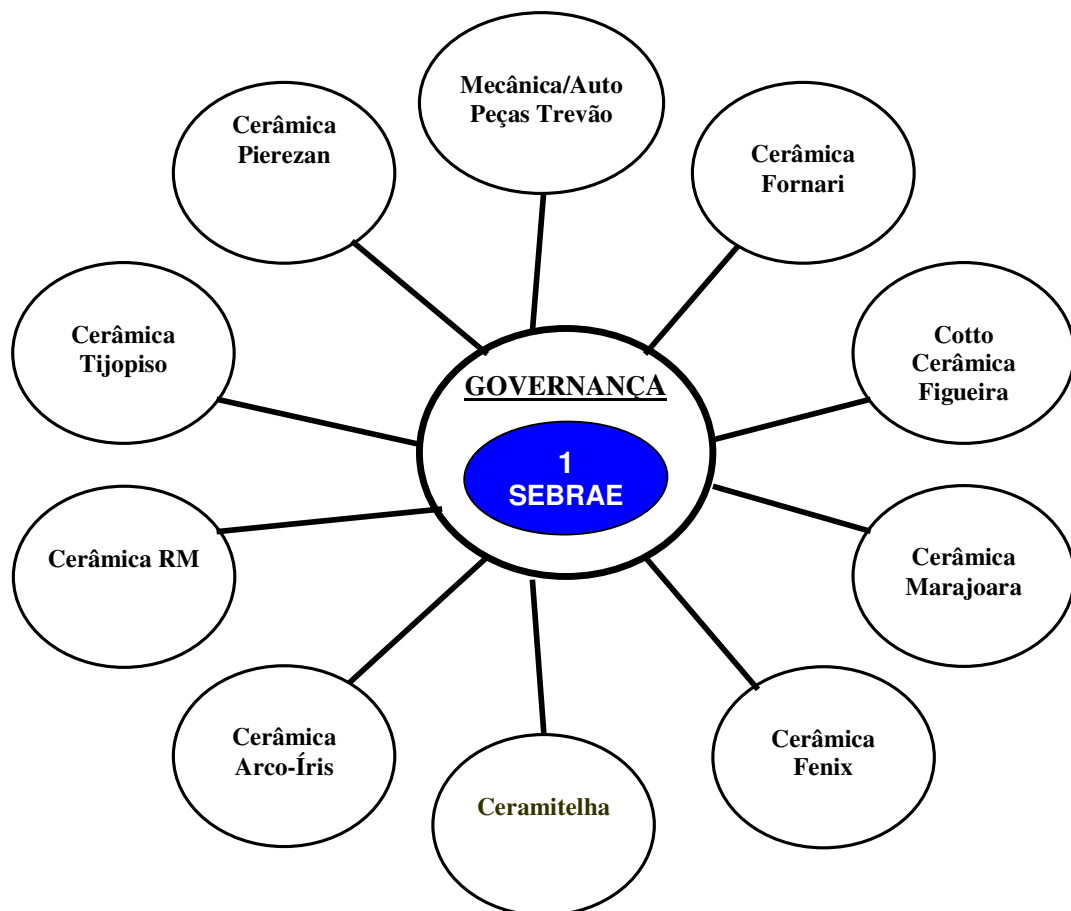 Mecânica/Auto
Peças Trevão
Cerâmica
Pierezan
Cerâmica
Fornari
Cerâmica
Tijopiso
Cotto
Cerâmica
Figueira
GOVERNANÇA
1
SEBRAE
Cerâmica RM
Cerâmica
Marajoara
Cerâmica
Arco-Íris
Cerâmica
Fenix
Ceramitelha